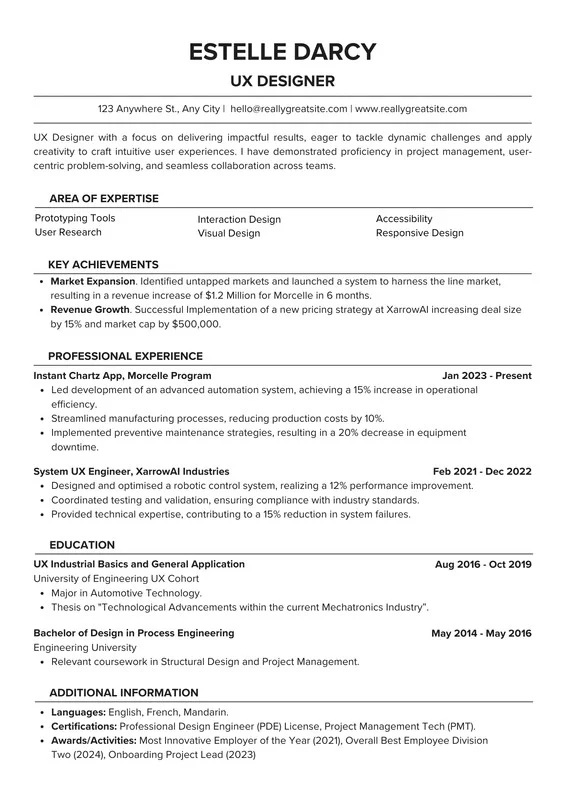 ESTELLE DARCY
UX DESIGNER
123 Anywhere St., Any City | hello@reallygreatsite.com | www.reallygreatsite.com
UX Designer with a focus on delivering impactful results, eager to tackle dynamic challenges and apply
creativity to craft intuitive user experiences. I have demonstrated proficiency in project management, user-
centric problem-solving, and seamless collaboration across teams.
AREA OF EXPERTISE
Prototyping Tools Interaction Design Accessibility
User Research Visual Design Responsive Design
KEY ACHIEVEMENTS
• Market Expansion. Identified untapped markets and launched a system to harness the line market,
resulting in a revenue increase of $1.2 Million for Morcelle in 6 months.
• Revenue Growth. Successful Implementation of a new pricing strategy at XarrowAI increasing deal size
by 15% and market cap by $500,000.
PROFESSIONAL EXPERIENCE
Instant Chartz App, Morcelle Program Jan 2023 - Present
• Led development of an advanced automation system, achieving a 15% increase in operational
efficiency.
• Streamlined manufacturing processes, reducing production costs by 10%.
• Implemented preventive maintenance strategies, resulting in a 20% decrease in equipment
downtime.
System UX Engineer, XarrowAI Industries Feb 2021 - Dec 2022
• Designed and optimised a robotic control system, realizing a 12% performance improvement.
• Coordinated testing and validation, ensuring compliance with industry standards.
• Provided technical expertise, contributing to a 15% reduction in system failures.
EDUCATION
UX Industrial Basics and General Application Aug 2016 - Oct 2019
University of Engineering UX Cohort
• Major in Automotive Technology.
• Thesis on "Technological Advancements within the current Mechatronics Industry".
Bachelor of Design in Process Engineering May 2014 - May 2016
Engineering University
• Relevant coursework in Structural Design and Project Management.
ADDITIONAL INFORMATION
• Languages: English, French, Mandarin.
• Certifications: Professional Design Engineer (PDE) License, Project Management Tech (PMT).
• Awards/Activities: Most Innovative Employer of the Year (2021), Overall Best Employee Division
Two (2024), Onboarding Project Lead (2023)